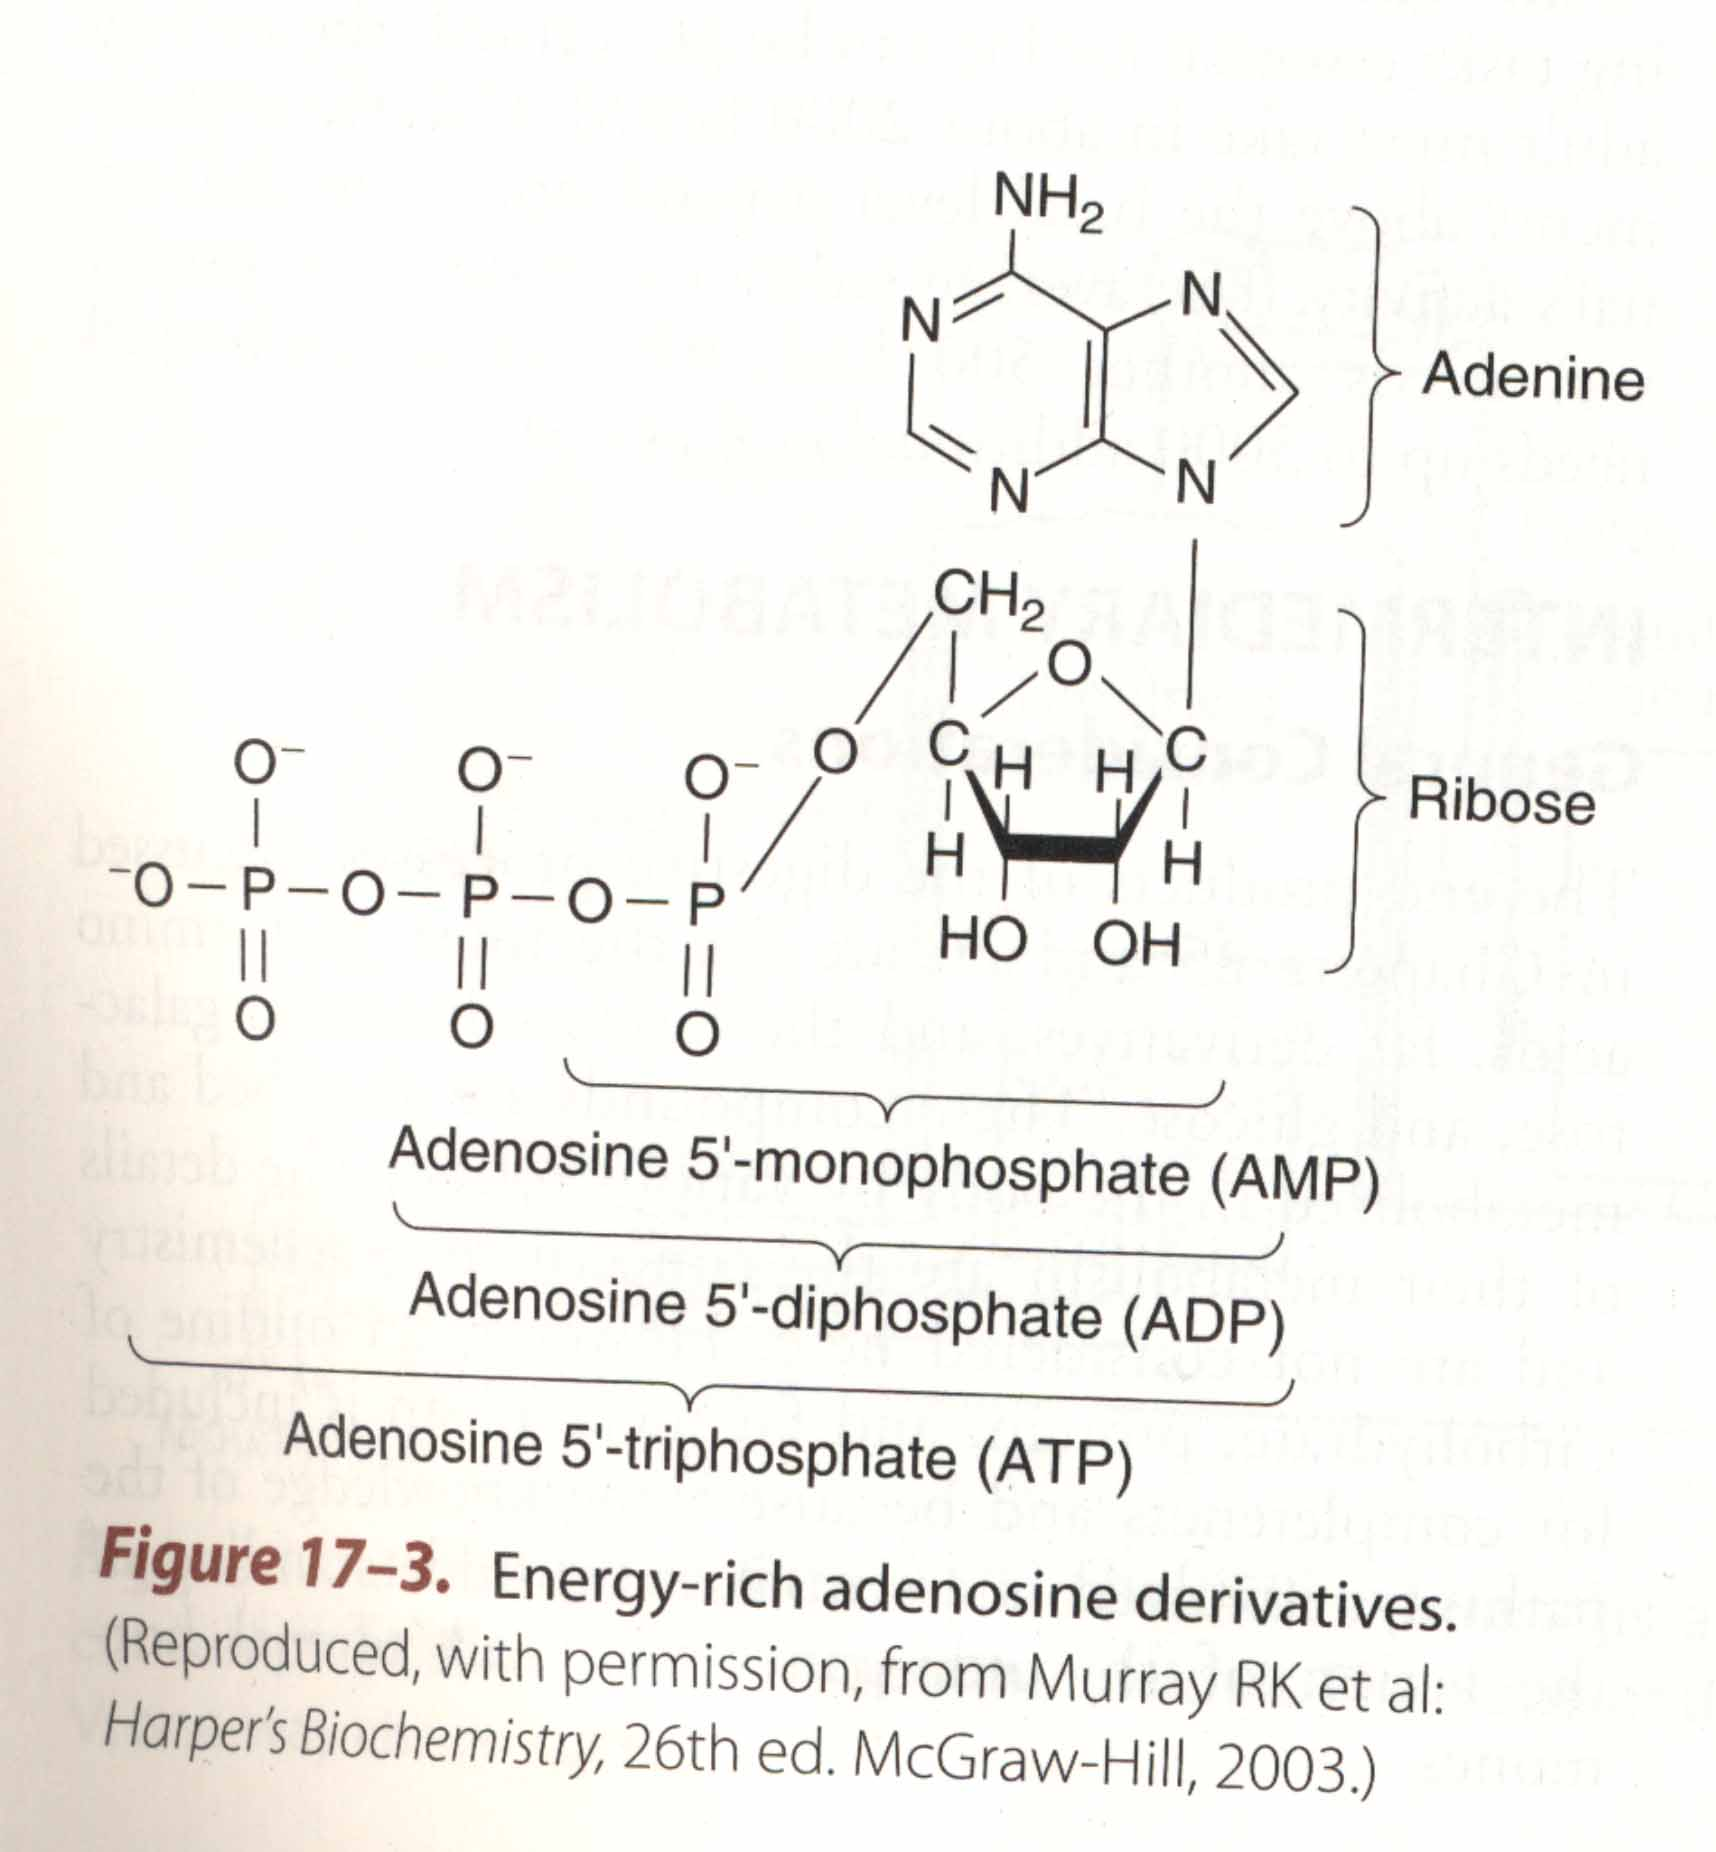 NH2
N N
Adenine
N N
CH2
O
O⁻ O⁻ O⁻ O C H H C
Ribose
⁻O–P–O–P–O–P H H
HO OH
O O O
Adenosine 5'-monophosphate (AMP)
Adenosine 5'-diphosphate (ADP)
Adenosine 5'-triphosphate (ATP)
Figure 17–3. Energy-rich adenosine derivatives.
(Reproduced, with permission, from Murray RK et al:
Harper's Biochemistry, 26th ed. McGraw-Hill, 2003.)